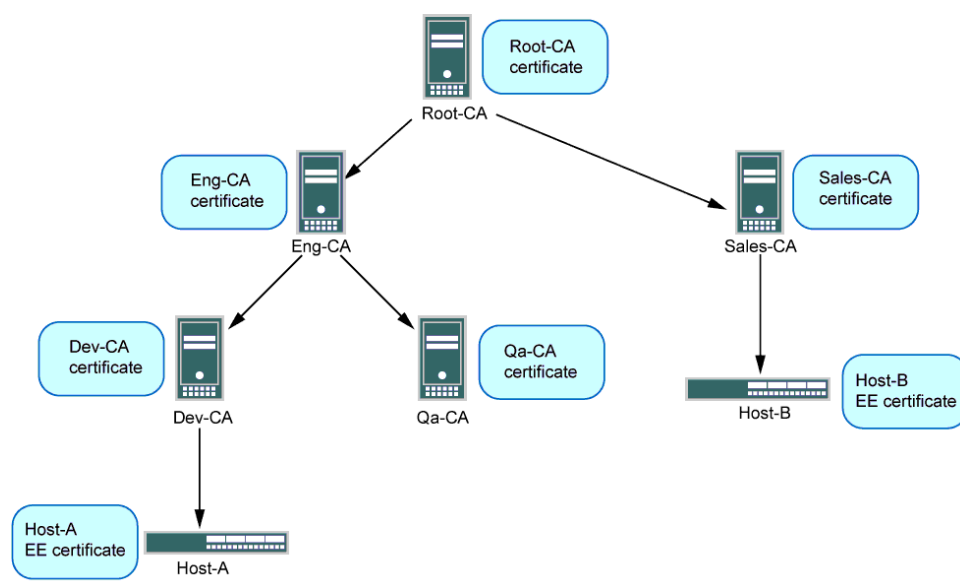 Root-CA
certificate
Root-CA
Eng-CA
certificate
Eng-CA
Sales-CA
certificate
Sales-CA
Dev-CA
certificate
Dev-CA
Qa-CA
certificate
Qa-CA
Host-B
EE certificate
Host-B
Host-A
EE certificate
Host-A